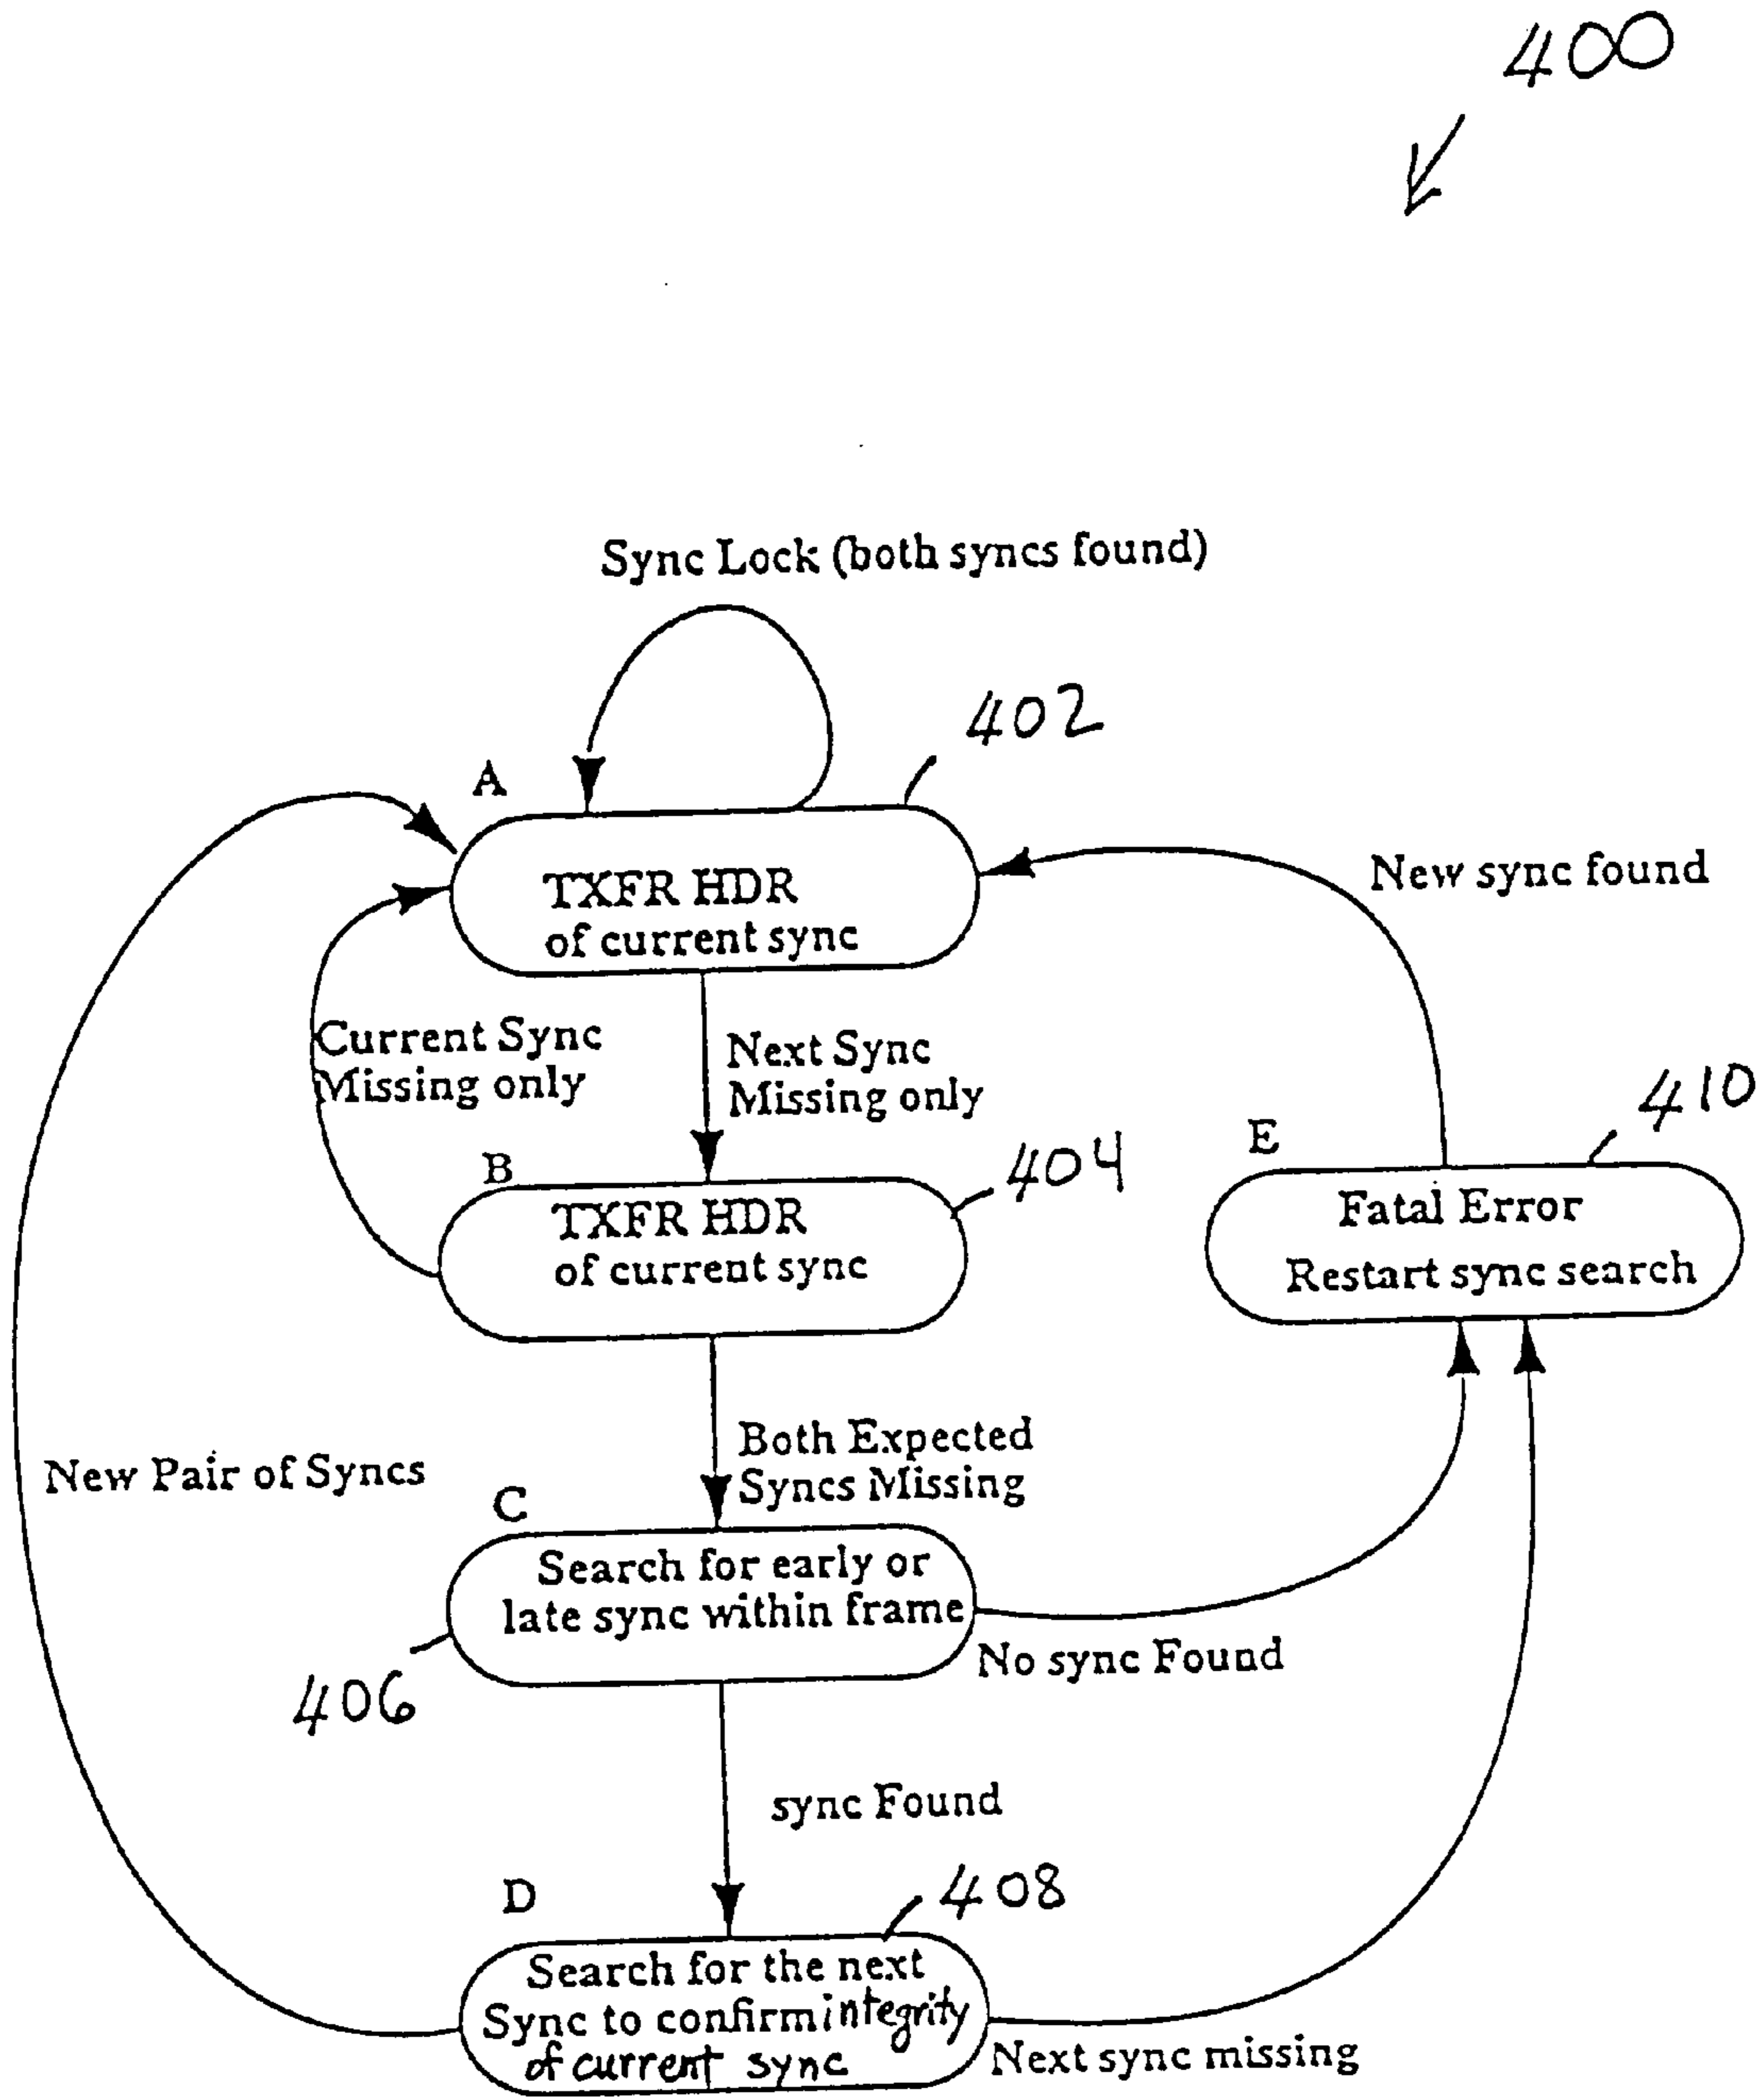 400
Sync Lock (both syncs found)
402
A
TXFR HDR
of current sync
New sync found
Current Sync
Missing only
Next Sync
Missing only
410
E
B
404
TXFR HDR
of current sync
Fatal Error
Restart sync search
Both Expected
Syncs Missing
New Pair of Syncs
C
Search for early or
late sync within frame
No sync Found
406
sync Found
D
408
Search for the next
Sync to confirm integrity
of current sync
Next sync missing